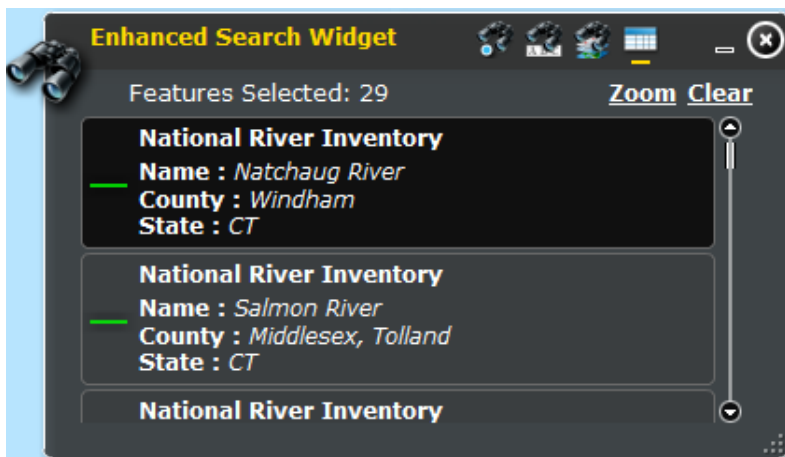 Enhanced Search Widget
Features Selected: 29 Zoom Clear
National River Inventory
Name : Natchaug River
County : Windham
State : CT
National River Inventory
Name : Salmon River
County : Middlesex, Tolland
State : CT
National River Inventory